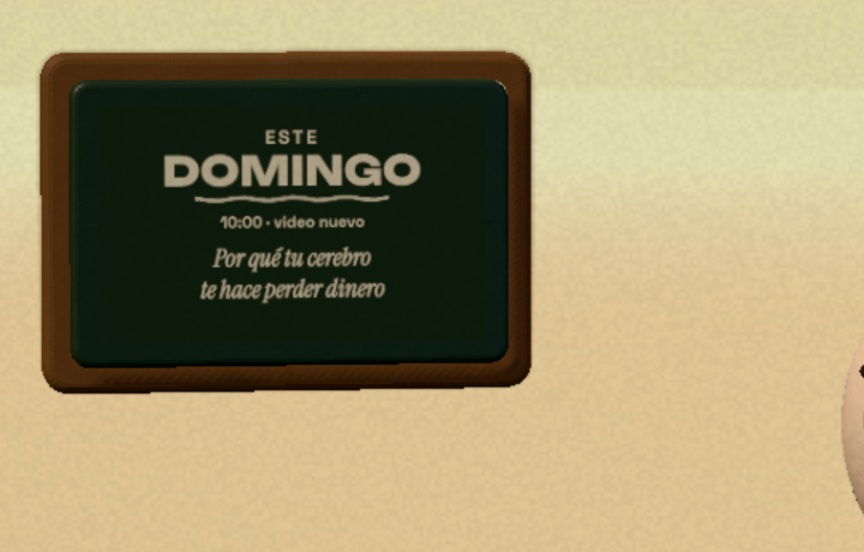 ESTE
DOMINGO
10:00 · video nuevo
Por qué tu cerebro
te hace perder dinero